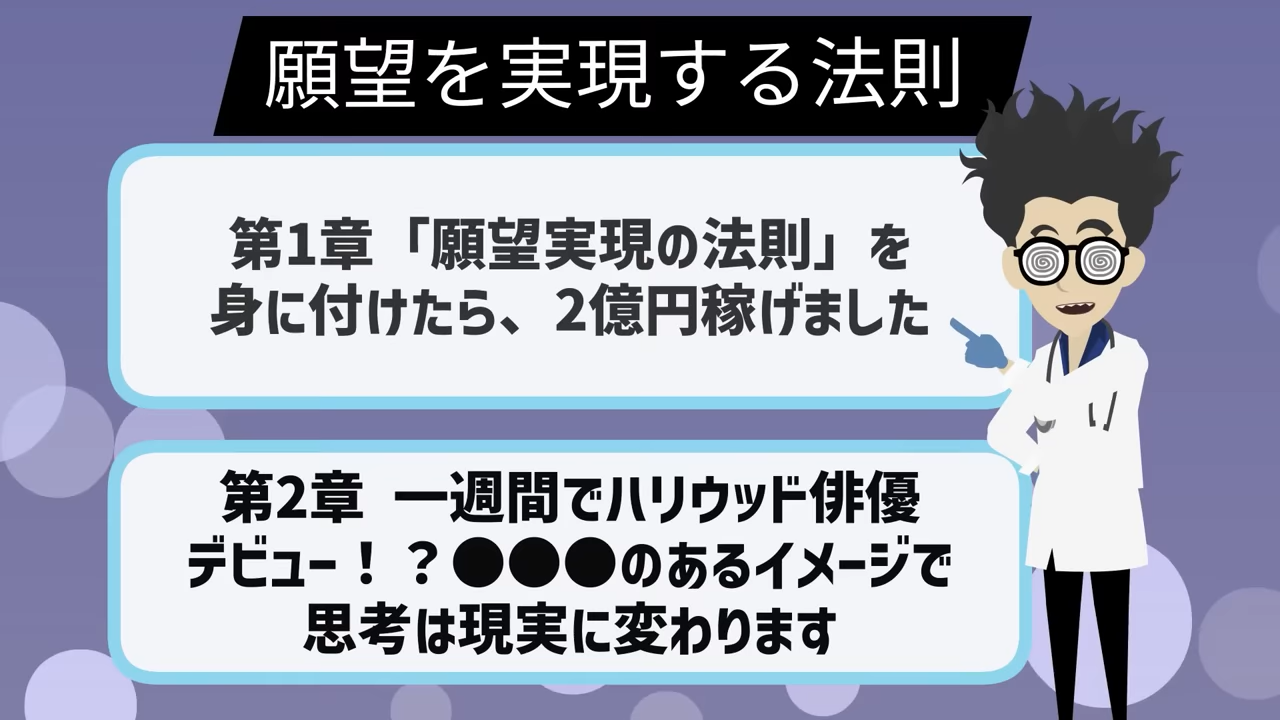 願望を実現する法則
第1章「願望実現の法則」を
身に付けたら、2億円稼げました
第2章 一週間でハリウッド俳優
デビュー！？●●●のあるイメージで
思考は現実に変わります